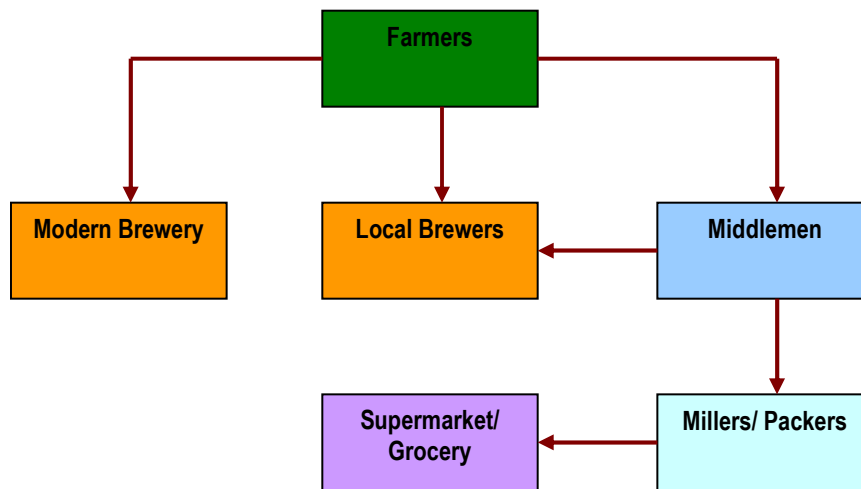 Farmers
Modern Brewery
Local Brewers
Middlemen
Supermarket/
Grocery
Millers/ Packers